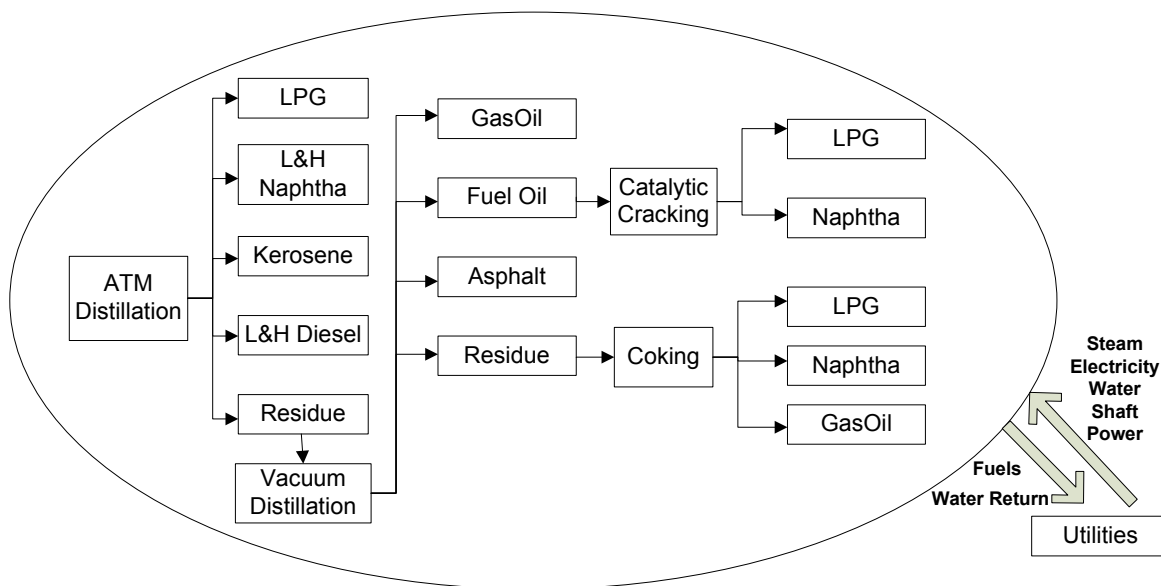 LPG
L&H
Naphtha
Kerosene
ATM
Distillation
L&H Diesel
Residue
Vacuum
Distillation
GasOil
Fuel Oil
Asphalt
Residue
Catalytic
Cracking
Coking
LPG
Naphtha
LPG
Naphtha
GasOil
Steam
Electricity
Water
Shaft
Power
Fuels
Water Return
Utilities